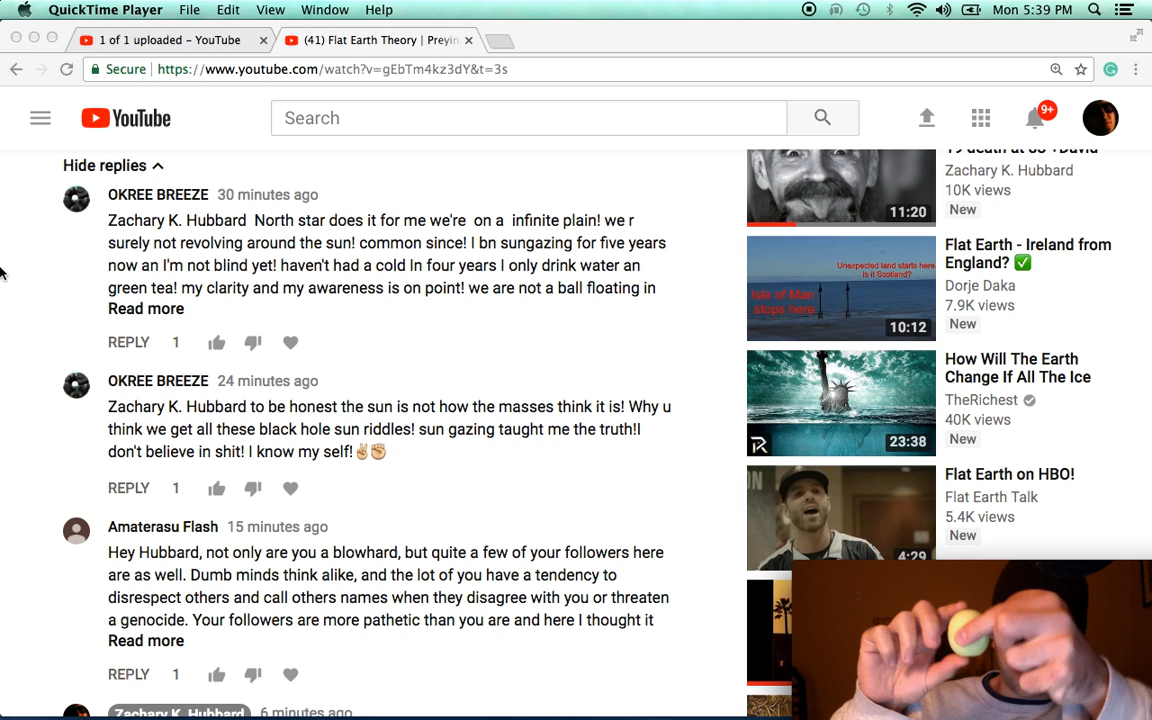 QuickTime Player File Edit View Window Help Mon 5:39 PM
1 of 1 uploaded - YouTube (41) Flat Earth Theory | Preyin
Secure https://www.youtube.com/watch?v=gEbTm4kz3dY&t=3s
YouTube Search 9+
Hide replies
OKREE BREEZE 30 minutes ago
Zachary K. Hubbard North star does it for me we're on a infinite plain! we r
surely not revolving around the sun! common since! I bn sungazing for five years
now an I'm not blind yet! haven't had a cold In four years I only drink water an
green tea! my clarity and my awareness is on point! we are not a ball floating in
Read more
REPLY 1
OKREE BREEZE 24 minutes ago
Zachary K. Hubbard to be honest the sun is not how the masses think it is! Why u
think we get all these black hole sun riddles! sun gazing taught me the truth!I
don't believe in shit! I know my self!✌🏼✊🏼
REPLY 1
Amaterasu Flash 15 minutes ago
Hey Hubbard, not only are you a blowhard, but quite a few of your followers here
are as well. Dumb minds think alike, and the lot of you have a tendency to
disrespect others and call others names when they disagree with you or threaten
a genocide. Your followers are more pathetic than you are and here I thought it
Read more
REPLY 1
Zachary K. Hubbard 6 minutes ago
Zachary K. Hubbard
10K views
New
11:20
Flat Earth - Ireland from
England? ✅
Dorje Daka
7.9K views
New
Unexpected land starts here.
Is it Scotland?
Isle of Man
stops here
10:12
How Will The Earth
Change If All The Ice
TheRichest
40K views
New
23:38
Flat Earth on HBO!
Flat Earth Talk
5.4K views
New
4:29